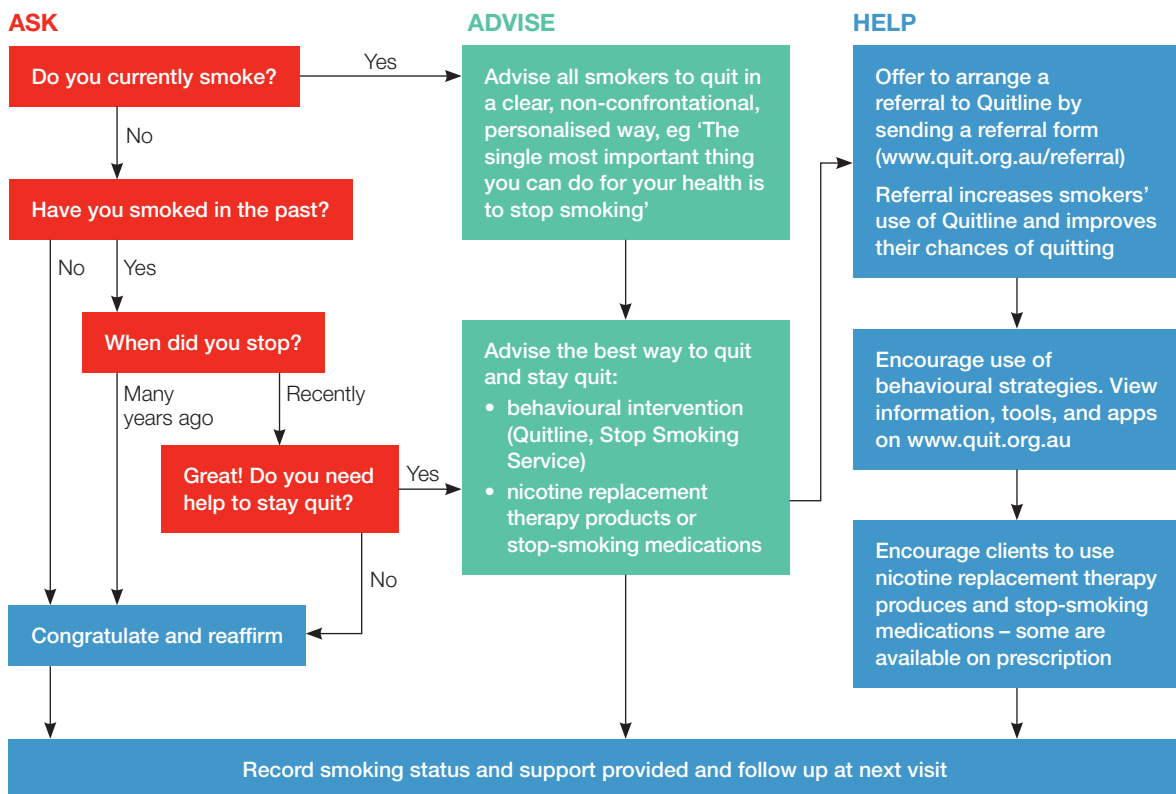 ASK
Do you currently smoke?
Yes
No
Have you smoked in the past?
No
Yes
When did you stop?
Many
years ago
Recently
Great! Do you need
help to stay quit?
Yes
No
Congratulate and reaffirm
ADVISE
Advise all smokers to quit in
a clear, non-confrontational,
personalised way, eg ‘The
single most important thing
you can do for your health is
to stop smoking’
Advise the best way to quit
and stay quit:
• behavioural intervention
(Quitline, Stop Smoking
Service)
• nicotine replacement
therapy products or
stop-smoking medications
HELP
Offer to arrange a
referral to Quitline by
sending a referral form
(www.quit.org.au/referral)
Referral increases smokers’
use of Quitline and improves
their chances of quitting
Encourage use of
behavioural strategies. View
information, tools, and apps
on www.quit.org.au
Encourage clients to use
nicotine replacement therapy
produces and stop-smoking
medications – some are
available on prescription
Record smoking status and support provided and follow up at next visit